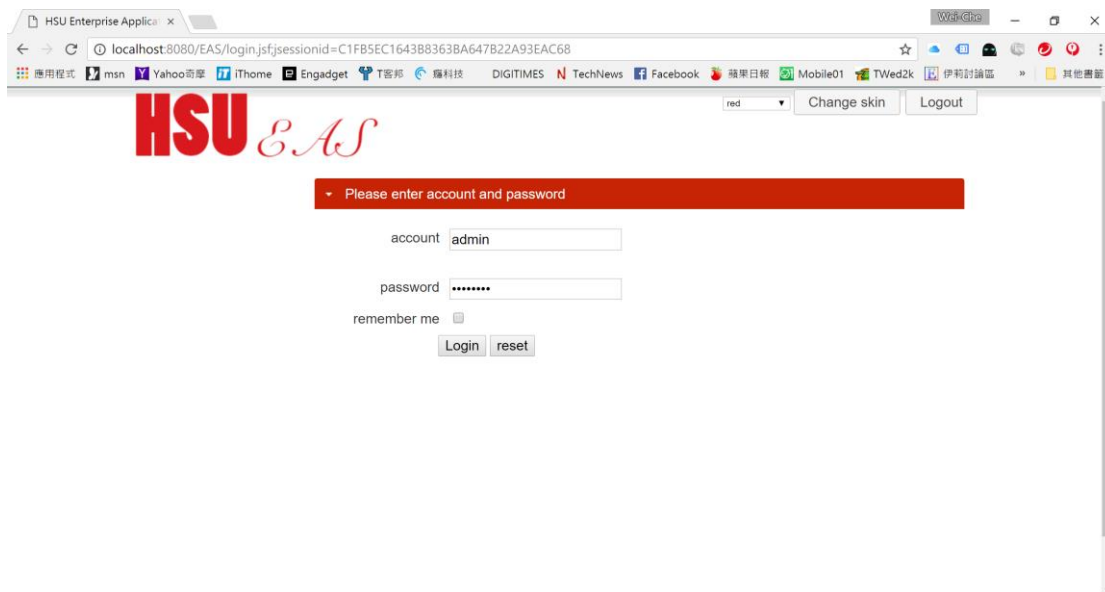 HSU Enterprise Applicat
Wei-Che
localhost:8080/EAS/login.jsf;jsessionid=C1FB5EC1643B8363BA647B22A93EAC68
應用程式 msn Yahoo奇摩 iThome Engadget T客邦 癮科技 DIGITIMES TechNews Facebook 蘋果日報 Mobile01 TWed2k 伊莉討論區 » 其他書籤
HSU EAS
red Change skin Logout
Please enter account and password
account admin
password ••••••••
remember me
Login reset